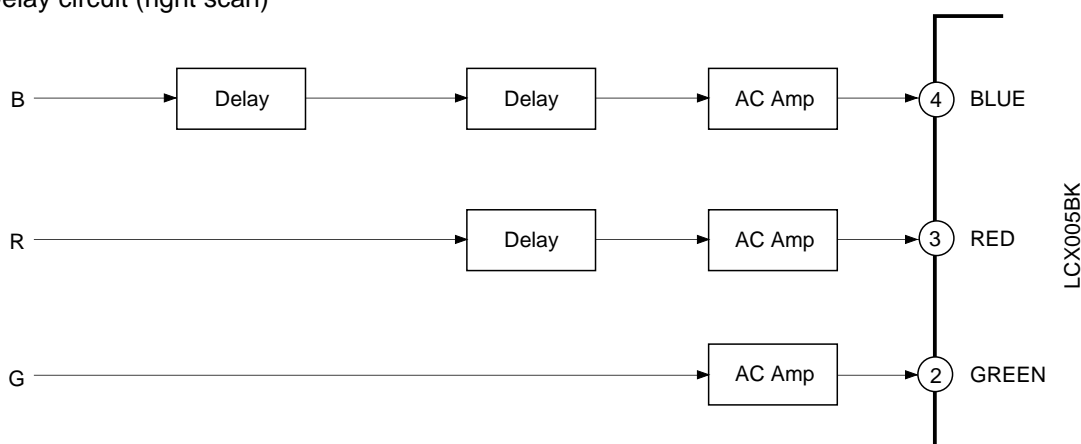 delay circuit (right scan)
B Delay Delay AC Amp 4 BLUE
R Delay AC Amp 3 RED
G AC Amp 2 GREEN
LCX005BK